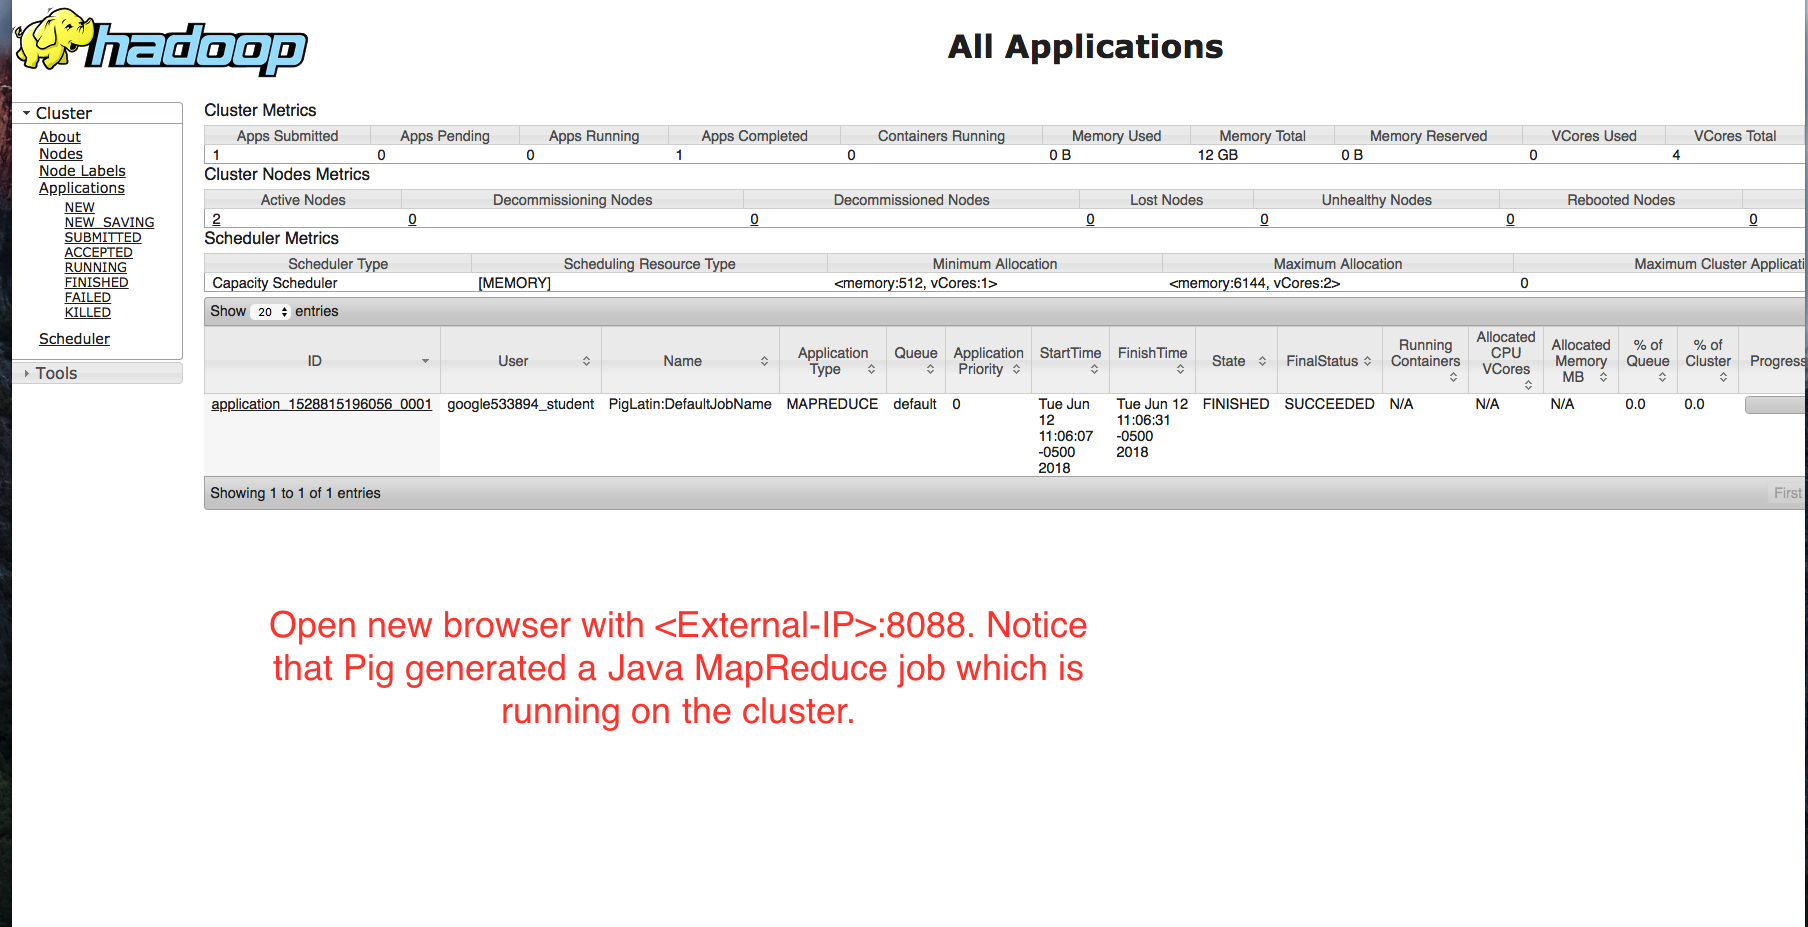 hadoop
All Applications
Cluster
About
Nodes
Node Labels
Applications
NEW
NEW_SAVING
SUBMITTED
ACCEPTED
RUNNING
FINISHED
FAILED
KILLED
Scheduler
Tools
Cluster Metrics
Apps Submitted Apps Pending Apps Running Apps Completed Containers Running Memory Used Memory Total Memory Reserved VCores Used VCores Total
1 0 0 1 0 0 B 12 GB 0 B 0 4
Cluster Nodes Metrics
Active Nodes Decommissioning Nodes Decommissioned Nodes Lost Nodes Unhealthy Nodes Rebooted Nodes
2 0 0 0 0 0 0
Scheduler Metrics
Scheduler Type Scheduling Resource Type Minimum Allocation Maximum Allocation Maximum Cluster Applicati
Capacity Scheduler [MEMORY] <memory:512, vCores:1> <memory:6144, vCores:2> 0
Show 20 entries
ID User Name Application Type Queue Application Priority StartTime FinishTime State FinalStatus Running Containers Allocated CPU VCores Allocated Memory MB % of Queue % of Cluster Progress
application_1528815196056_0001 google533894_student PigLatin:DefaultJobName MAPREDUCE default 0 Tue Jun 12 11:06:07 -0500 2018 Tue Jun 12 11:06:31 -0500 2018 FINISHED SUCCEEDED N/A N/A N/A 0.0 0.0
Showing 1 to 1 of 1 entries First
Open new browser with <External-IP>:8088. Notice
that Pig generated a Java MapReduce job which is
running on the cluster.